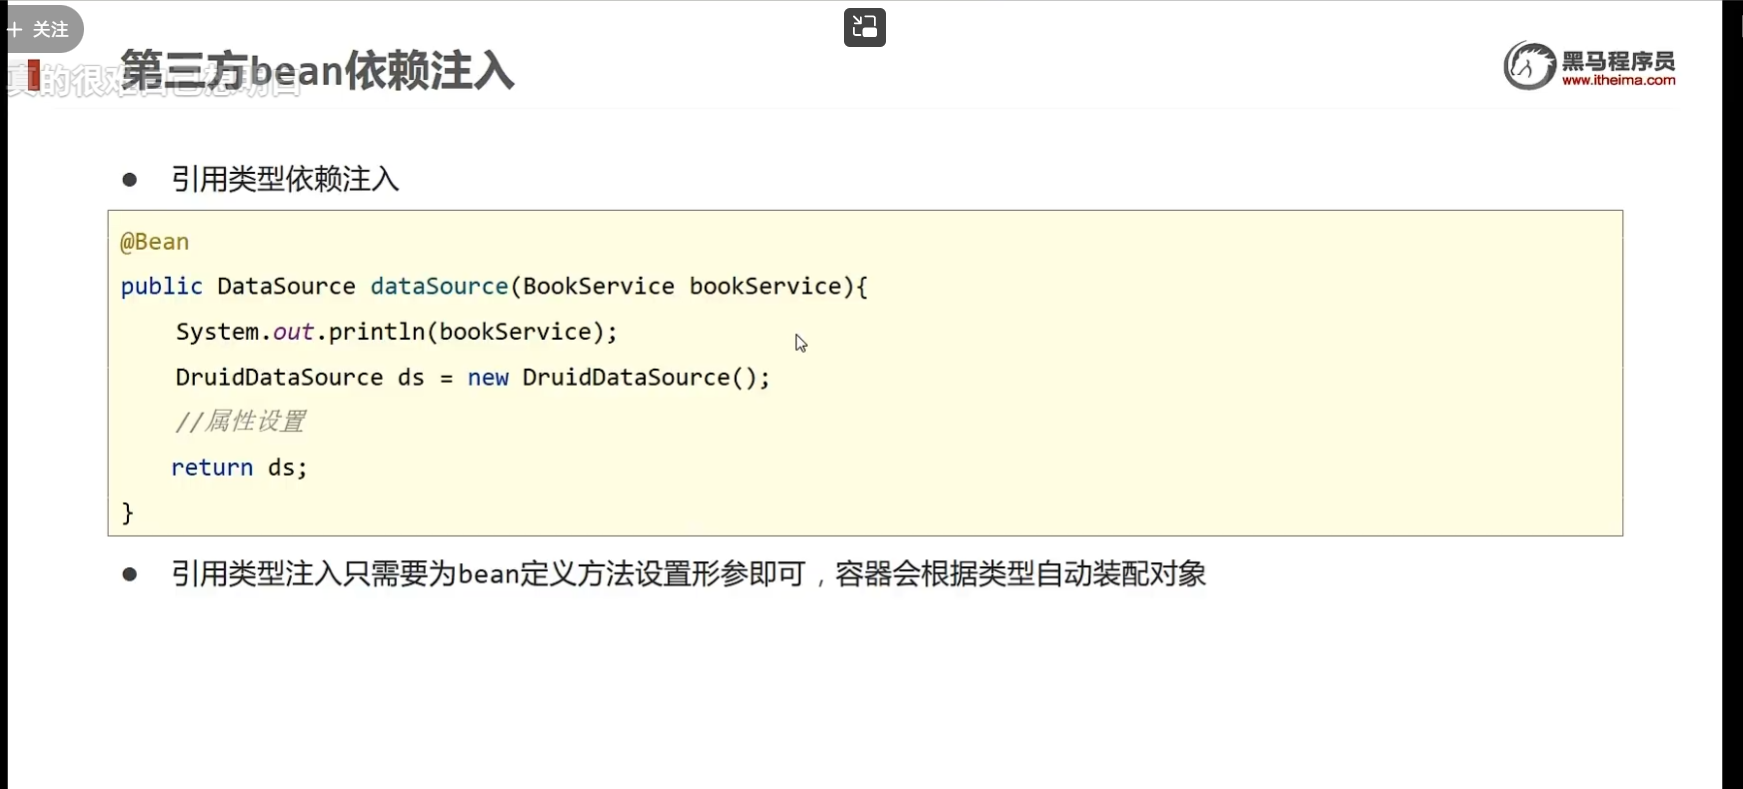 + 关注
第三方bean依赖注入
黑马程序员
www.itheima.com
● 引用类型依赖注入
@Bean
public DataSource dataSource(BookService bookService){
System.out.println(bookService);
DruidDataSource ds = new DruidDataSource();
//属性设置
return ds;
}
● 引用类型注入只需要为bean定义方法设置形参即可，容器会根据类型自动装配对象